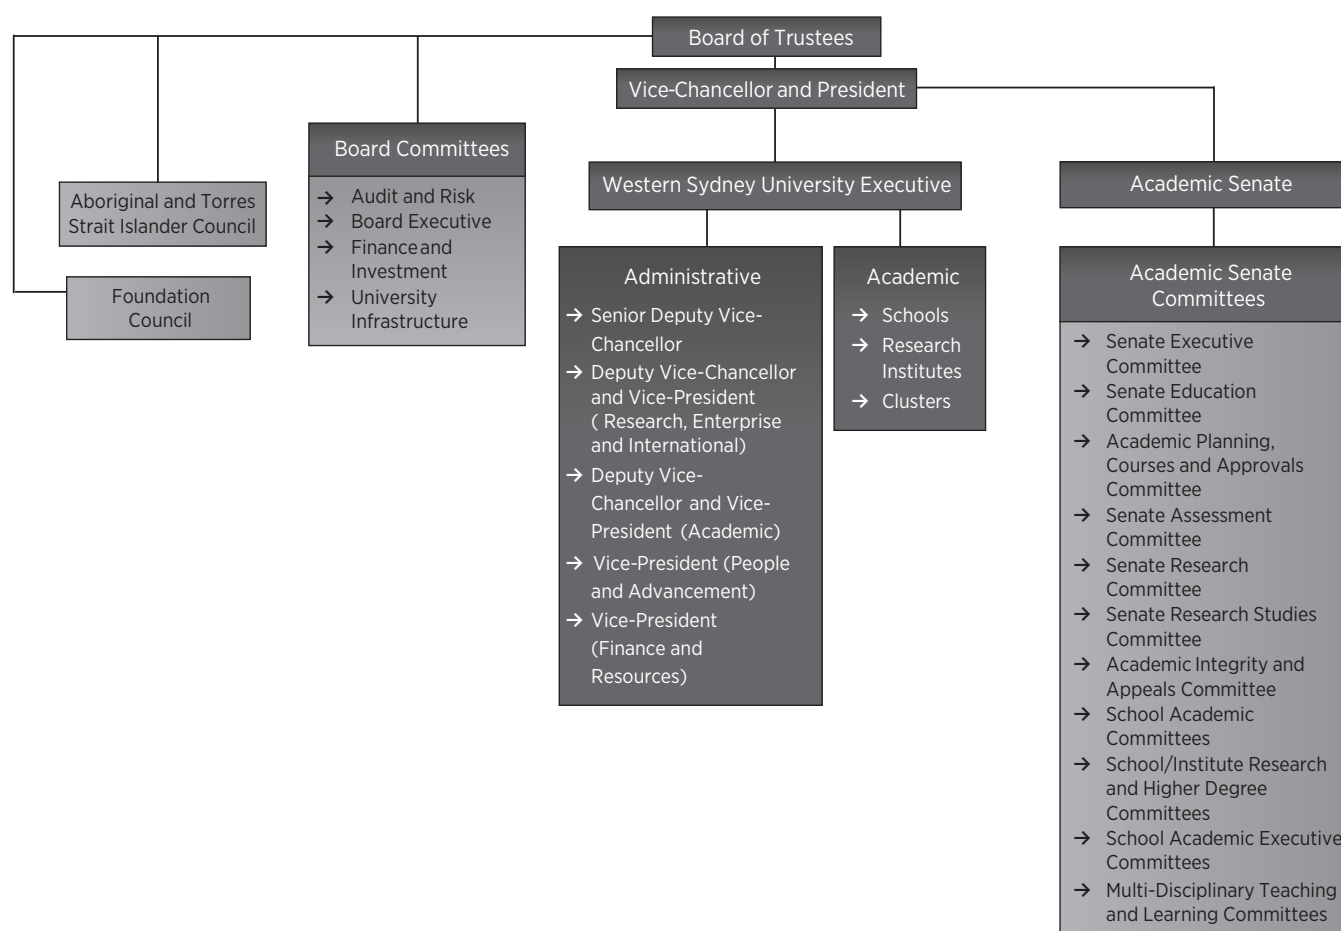 Board of Trustees
Vice-Chancellor and President
Board Committees
→ Audit and Risk
→ Board Executive
→ Finance and
Investment
→ University
Infrastructure
Aboriginal and Torres
Strait Islander Council
Foundation
Council
Western Sydney University Executive
Administrative
→ Senior Deputy Vice-
Chancellor
→ Deputy Vice-Chancellor
and Vice-President
( Research, Enterprise
and International)
→ Deputy Vice-
Chancellor and Vice-
President (Academic)
→ Vice-President (People
and Advancement)
→ Vice-President
(Finance and
Resources)
Academic
→ Schools
→ Research
Institutes
→ Clusters
Academic Senate
Academic Senate
Committees
→ Senate Executive
Committee
→ Senate Education
Committee
→ Academic Planning,
Courses and Approvals
Committee
→ Senate Assessment
Committee
→ Senate Research
Committee
→ Senate Research Studies
Committee
→ Academic Integrity and
Appeals Committee
→ School Academic
Committees
→ School/Institute Research
and Higher Degree
Committees
→ School Academic Executive
Committees
→ Multi-Disciplinary Teaching
and Learning Committees